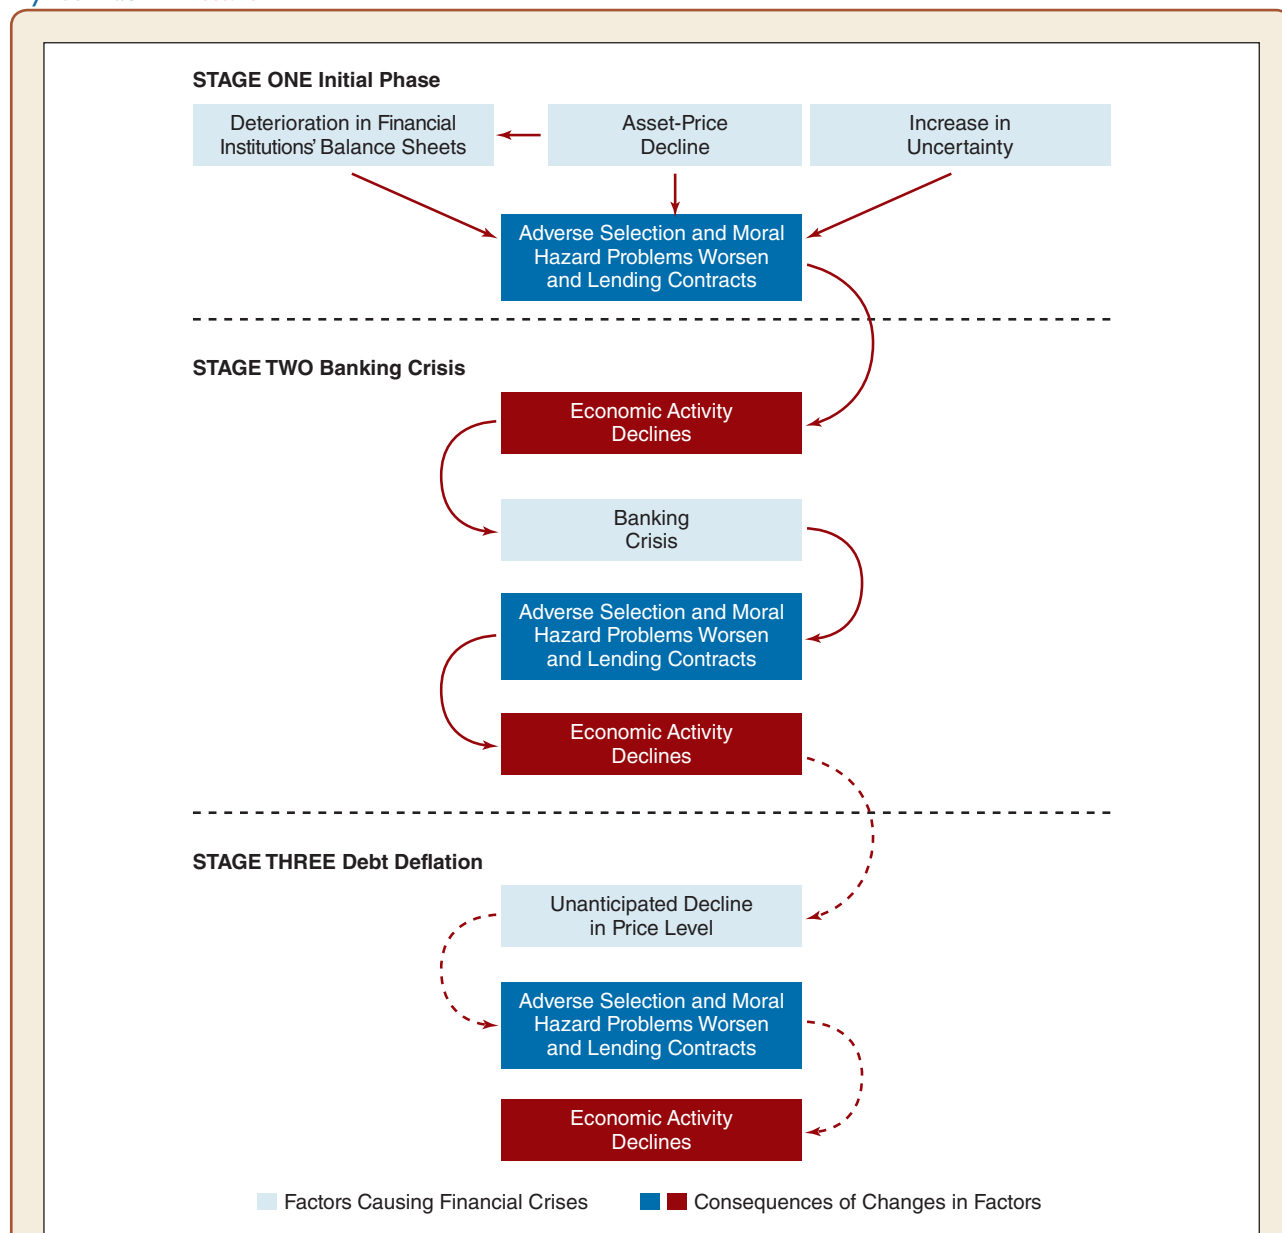 STAGE ONE Initial Phase
Deterioration in Financial
Institutions' Balance Sheets
Asset-Price
Decline
Increase in
Uncertainty
Adverse Selection and Moral
Hazard Problems Worsen
and Lending Contracts
STAGE TWO Banking Crisis
Economic Activity
Declines
Banking
Crisis
Adverse Selection and Moral
Hazard Problems Worsen
and Lending Contracts
Economic Activity
Declines
STAGE THREE Debt Deflation
Unanticipated Decline
in Price Level
Adverse Selection and Moral
Hazard Problems Worsen
and Lending Contracts
Economic Activity
Declines
Factors Causing Financial Crises
Consequences of Changes in Factors